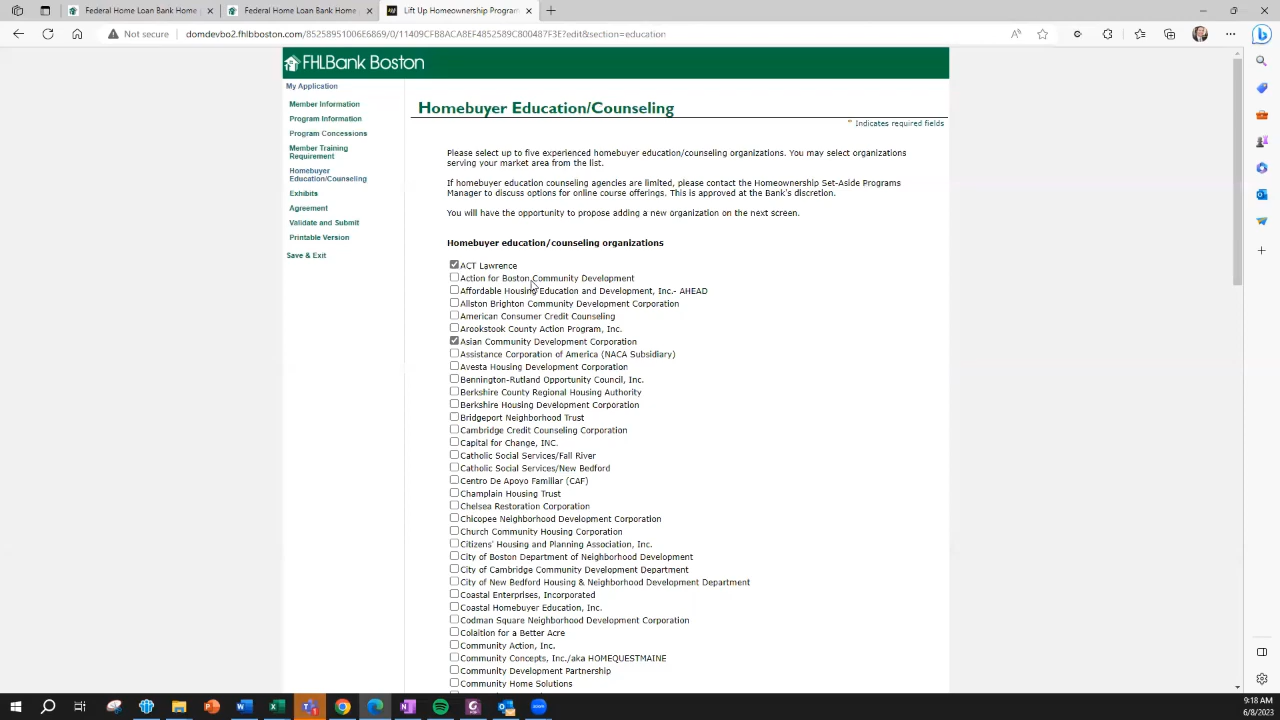 Federal Home Loan Bank Home
Federal Home Loan Bank Home
Lift Up Homeownership Program
Not secure
domdevbo2.fhlbboston.com/85258951006E6869/0/11409CFB8ACA8EF4852589C800487F3E?edit&section=education
FHLBank Boston
My Application
Member Information
Program Information
Program Concessions
Member Training
Requirement
Homebuyer
Education/Counseling
Exhibits
Agreement
Validate and Submit
Printable Version
Save & Exit
Homebuyer Education/Counseling
* Indicates required fields
Please select up to five experienced homebuyer education/counseling organizations. You may select organizations
serving your market area from the list.
If homebuyer education counseling agencies are limited, please contact the Homeownership Set-Aside Programs
Manager to discuss options for online course offerings. This is approved at the Bank's discretion.
You will have the opportunity to propose adding a new organization on the next screen.
Homebuyer education/counseling organizations
ACT Lawrence
Action for Boston Community Development
Affordable Housing Education and Development, Inc.- AHEAD
Allston Brighton Community Development Corporation
American Consumer Credit Counseling
Arookstook County Action Program, Inc.
Asian Community Development Corporation
Assistance Corporation of America (NACA Subsidiary)
Avesta Housing Development Corporation
Bennington-Rutland Opportunity Council, Inc.
Berkshire County Regional Housing Authority
Berkshire Housing Development Corporation
Bridgeport Neighborhood Trust
Cambridge Credit Counseling Corporation
Capital for Change, INC.
Catholic Social Services/Fall River
Catholic Social Services/New Bedford
Centro De Apoyo Familiar (CAF)
Champlain Housing Trust
Chelsea Restoration Corporation
Chicopee Neighborhood Development Corporation
Church Community Housing Corporation
Citizens' Housing and Planning Association, Inc.
City of Boston Department of Neighborhood Development
City of Cambridge Community Development Department
City of New Bedford Housing & Neighborhood Development Department
Coastal Enterprises, Incorporated
Coastal Homebuyer Education, Inc.
Codman Square Neighborhood Development Corporation
Colaition for a Better Acre
Community Action, Inc.
Community Concepts, Inc./aka HOMEQUESTMAINE
Community Development Partnership
Community Home Solutions
9:18 AM
6/8/2023